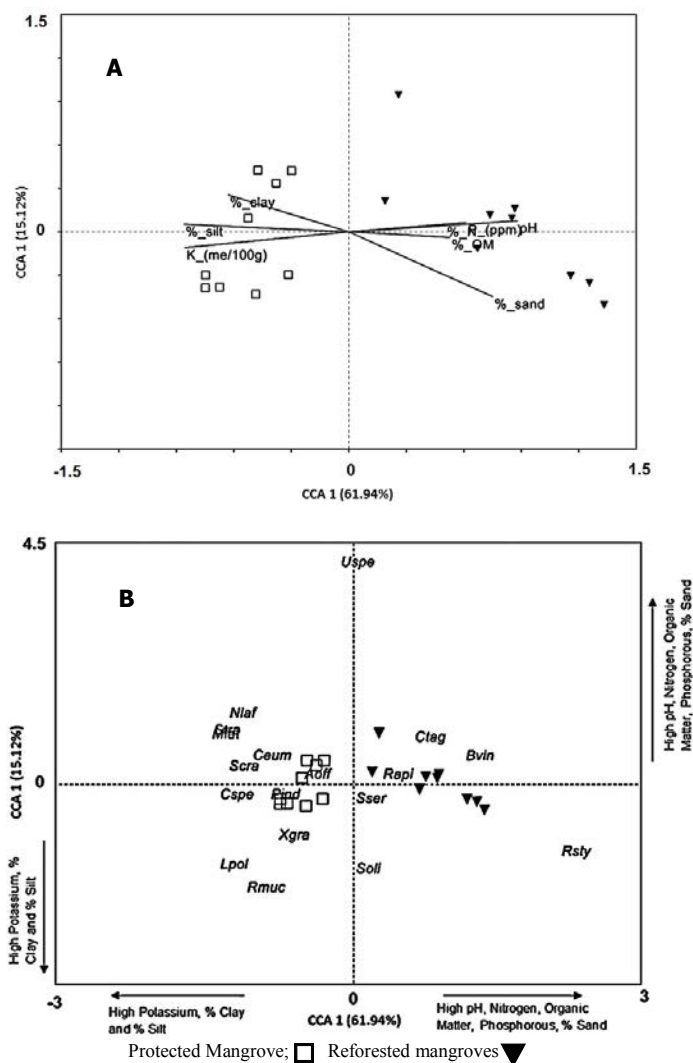 1.5
A
CCA 1 (15.12%)
%_clay
0
%_silt
R_(ppm)
pH
%_OM
K_(me/100g)
%_sand
-1.5
0
1.5
CCA 1 (61.94%)
4.5
Uspe
B
High pH, Nitrogen, Organic
Matter, Phosphorous, % Sand
CCA 1 (15.12%)
Nlaf
Ctag
Ceum
Bvin
Scra
Aoff
Rapi
0
Cspe
Sser
Xgra
Rsty
Lpol
Soli
Rmuc
High Potassium, %
Clay and % Silt
-3
0
3
High Potassium, % Clay
and % Silt
CCA 1 (61.94%)
High pH, Nitrogen, Organic
Matter, Phosphorous, % Sand
Protected Mangrove; Reforested mangroves